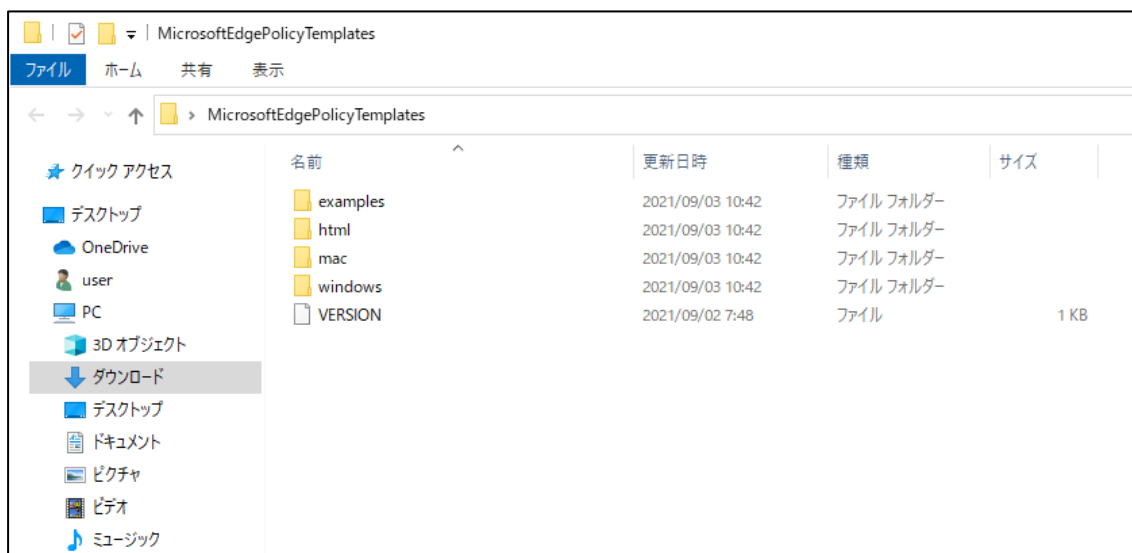 MicrosoftEdgePolicyTemplates
ファイル ホーム 共有 表示
MicrosoftEdgePolicyTemplates
クイック アクセス
デスクトップ
OneDrive
user
PC
3D オブジェクト
ダウンロード
デスクトップ
ドキュメント
ピクチャ
ビデオ
ミュージック
名前 更新日時 種類 サイズ
examples 2021/09/03 10:42 ファイル フォルダー
html 2021/09/03 10:42 ファイル フォルダー
mac 2021/09/03 10:42 ファイル フォルダー
windows 2021/09/03 10:42 ファイル フォルダー
VERSION 2021/09/02 7:48 ファイル 1 KB